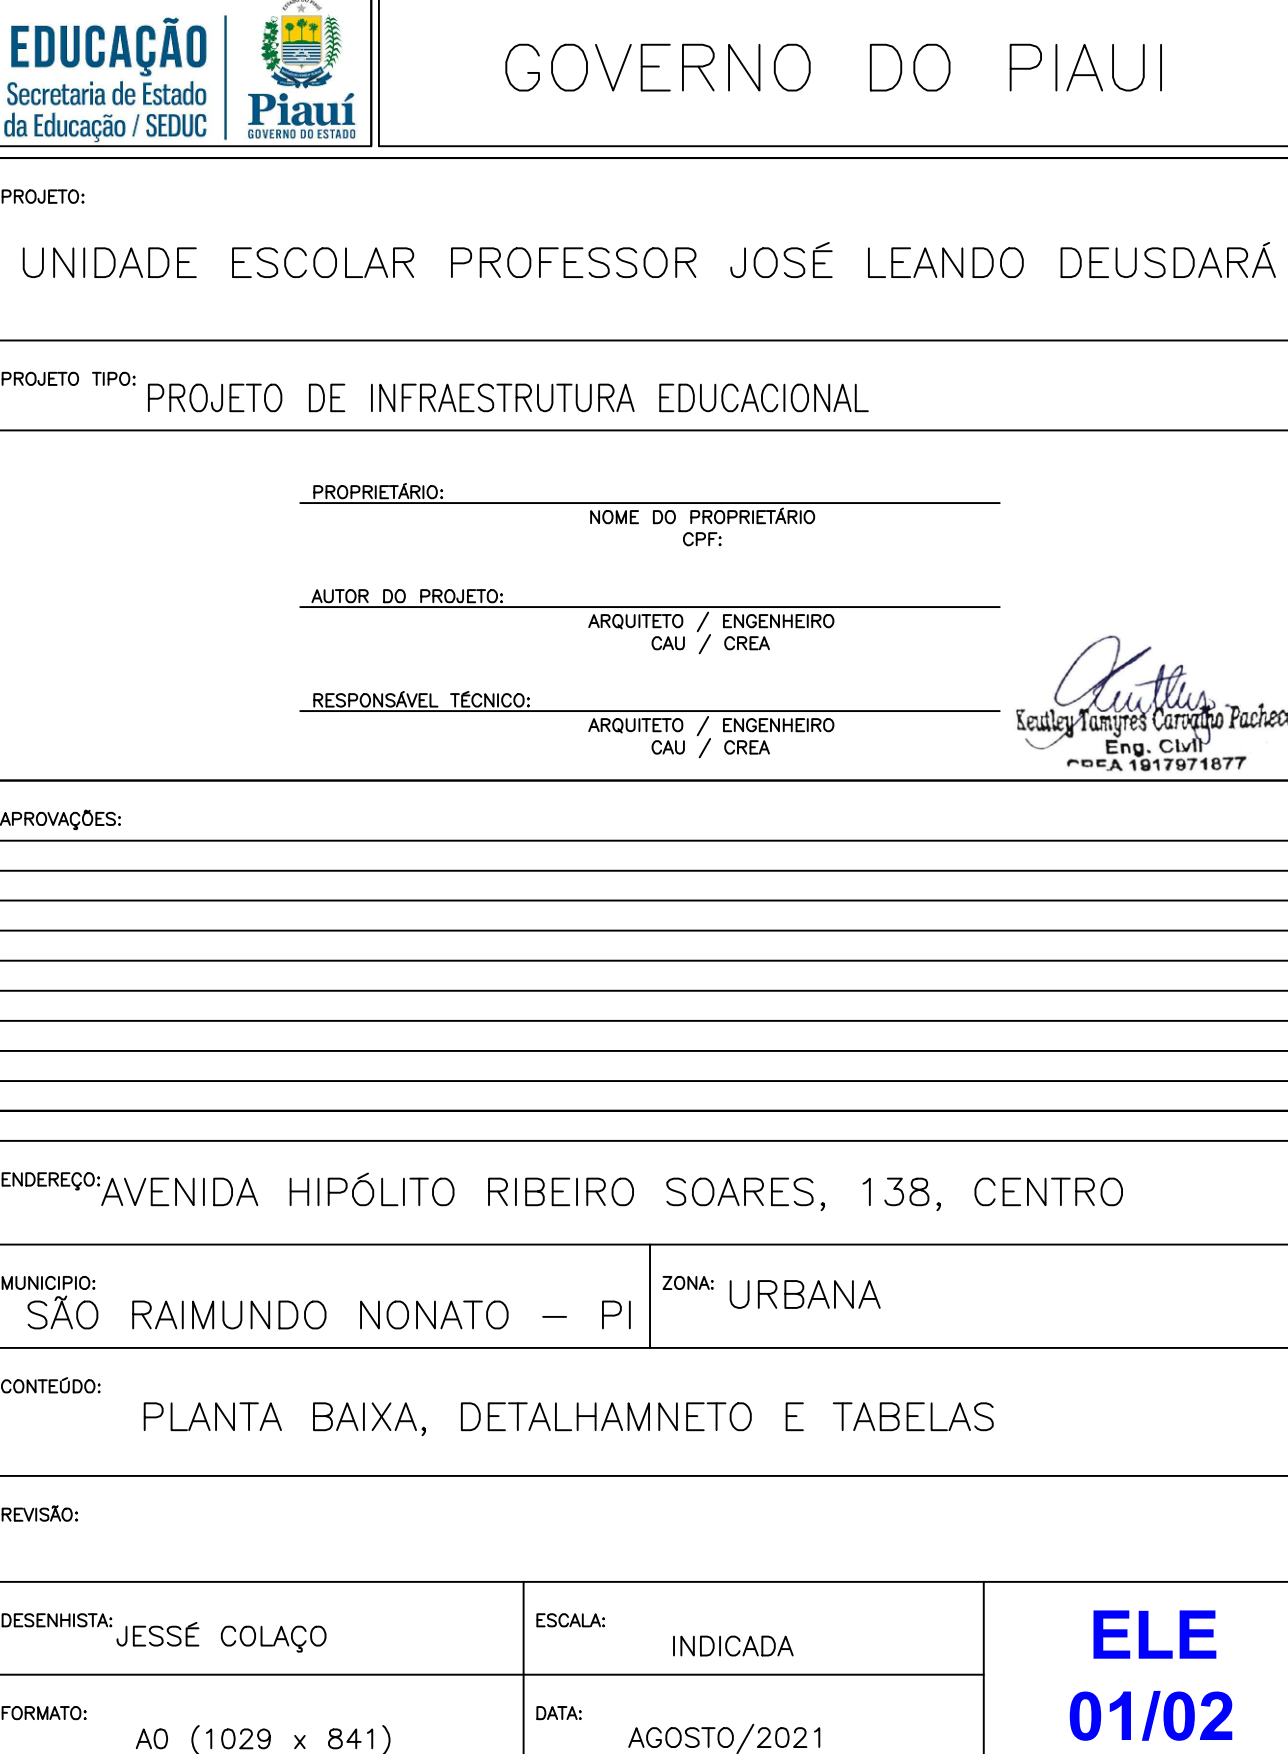 EDUCAÇÃO
Secretaria de Estado
da Educação / SEDUC
Piauí
GOVERNO DO ESTADO
GOVERNO DO PIAUI
PROJETO:
UNIDADE ESCOLAR PROFESSOR JOSÉ LEANDO DEUSDARÁ
PROJETO TIPO: PROJETO DE INFRAESTRUTURA EDUCACIONAL
PROPRIETÁRIO:
NOME DO PROPRIETÁRIO
CPF:
AUTOR DO PROJETO:
ARQUITETO / ENGENHEIRO
CAU / CREA
RESPONSÁVEL TÉCNICO:
ARQUITETO / ENGENHEIRO
CAU / CREA
Keutley Tamyres Carvalho Pacheco
Eng. Civil
CREA 1917971877
APROVAÇÕES:
ENDEREÇO: AVENIDA HIPÓLITO RIBEIRO SOARES, 138, CENTRO
MUNICIPIO:
SÃO RAIMUNDO NONATO – PI
ZONA: URBANA
CONTEÚDO:
PLANTA BAIXA, DETALHAMNETO E TABELAS
REVISÃO:
DESENHISTA: JESSÉ COLAÇO
ESCALA:
INDICADA
FORMATO:
A0 (1029 x 841)
DATA:
AGOSTO/2021
ELE
01/02